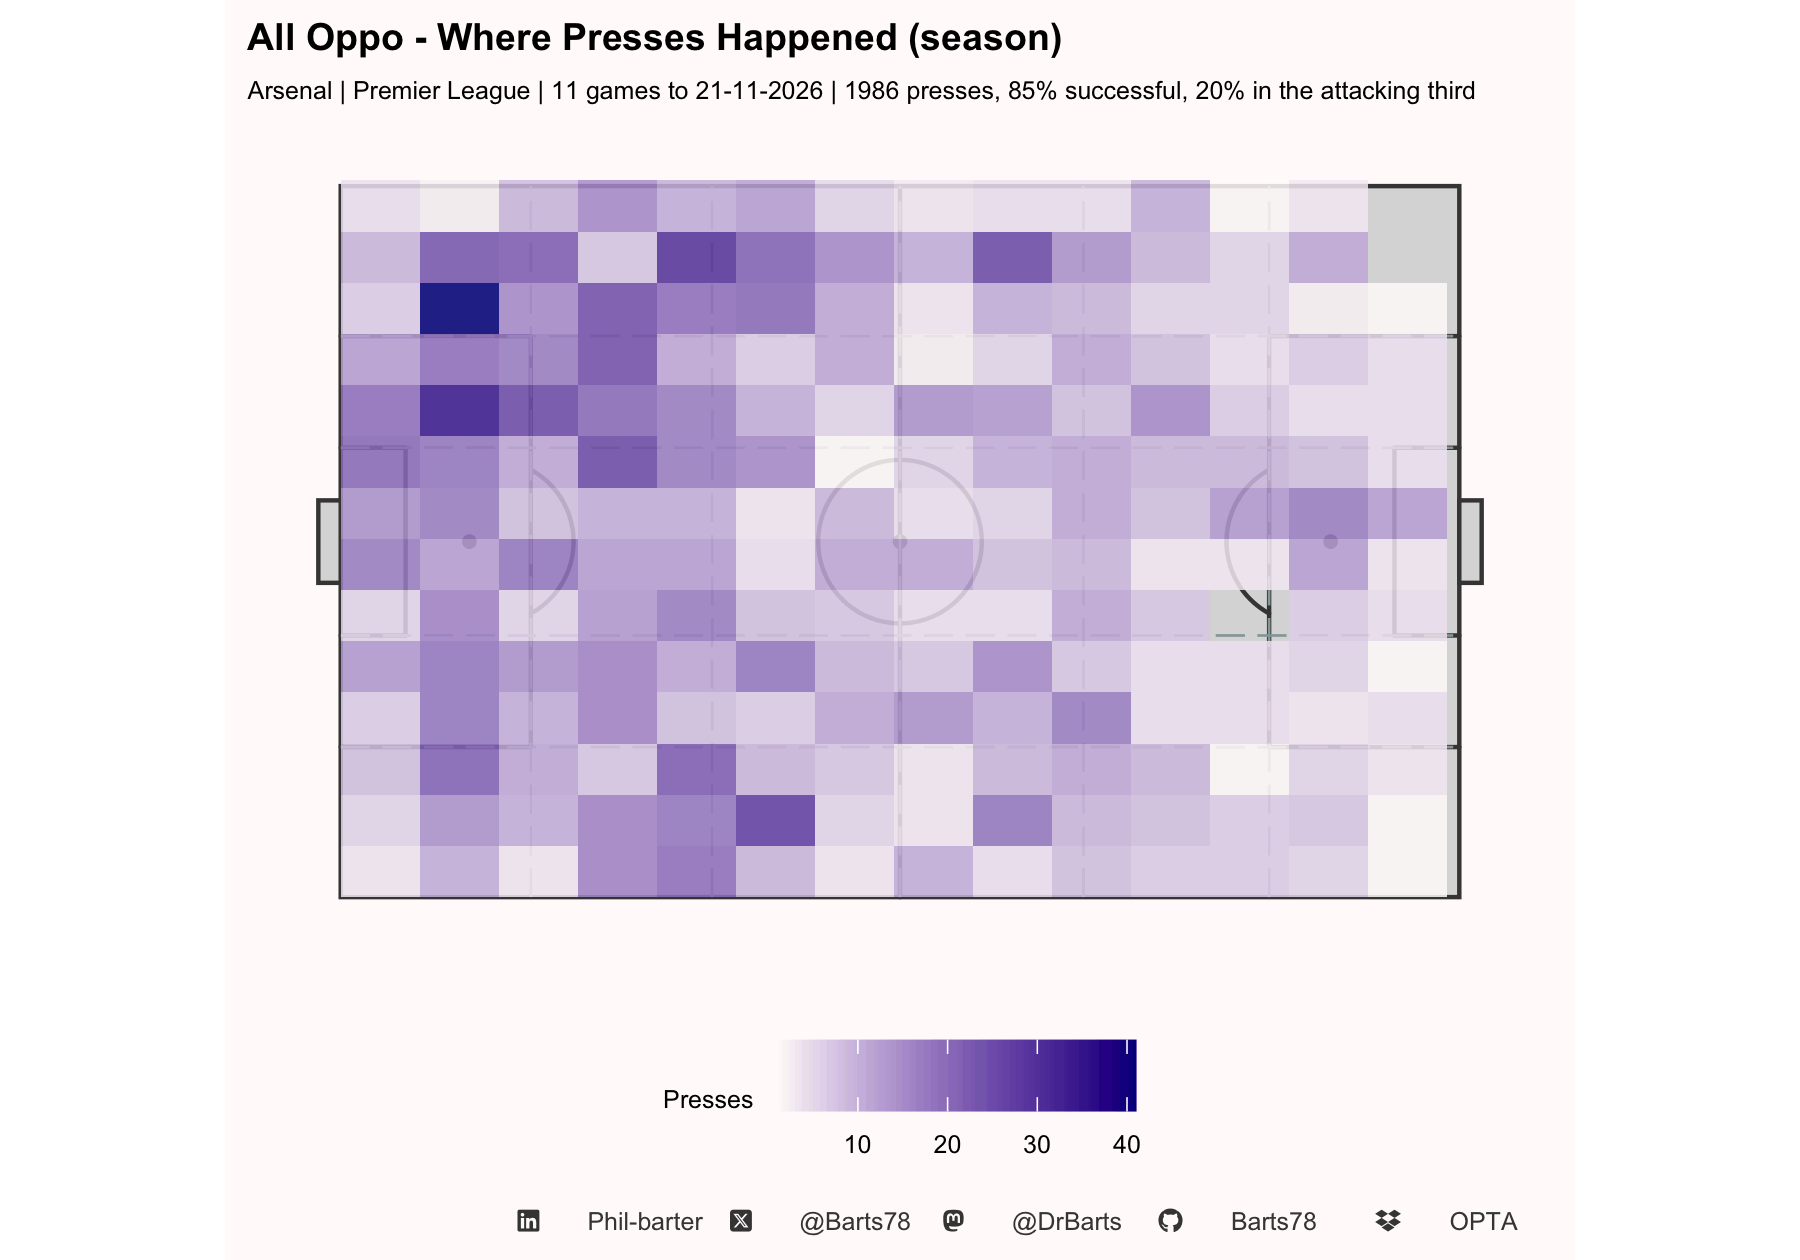 All Oppo - Where Presses Happened (season)
Arsenal | Premier League | 11 games to 21-11-2026 | 1986 presses, 85% successful, 20% in the attacking third
Presses
10 20 30 40
Phil-barter @Barts78 @DrBarts Barts78 OPTA